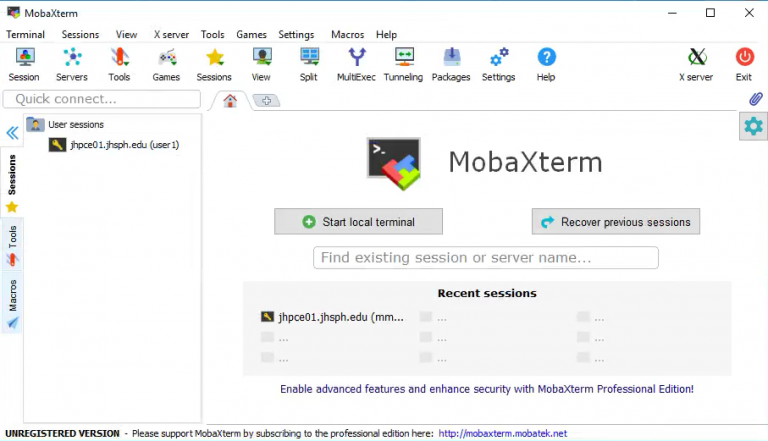 MobaXterm
Terminal Sessions View X server Tools Games Settings Macros Help
Session Servers Tools Games Sessions View Split MultiExec Tunneling Packages Settings Help X server Exit
Quick connect...
User sessions
jhpce01.jhsph.edu (user1)
Sessions
Tools
Macros
>_
MobaXterm
Start local terminal Recover previous sessions
Find existing session or server name...
Recent sessions
jhpce01.jhsph.edu (mm... ... ...
... ... ...
... ... ...
Enable advanced features and enhance security with MobaXterm Professional Edition!
UNREGISTERED VERSION - Please support MobaXterm by subscribing to the professional edition here: http://mobaxterm.mobatek.net